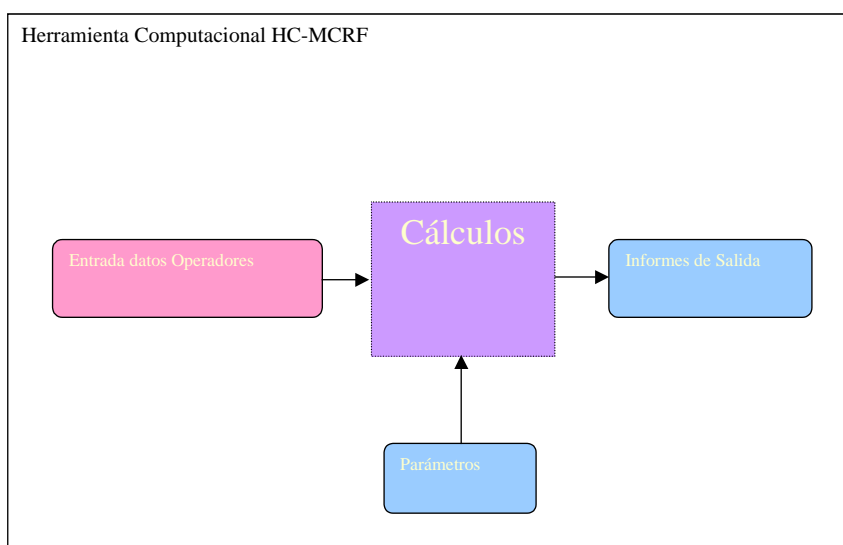 Herramienta Computacional HC-MCRF
Cálculos
Entrada datos Operadores
Informes de Salida
Parámetros